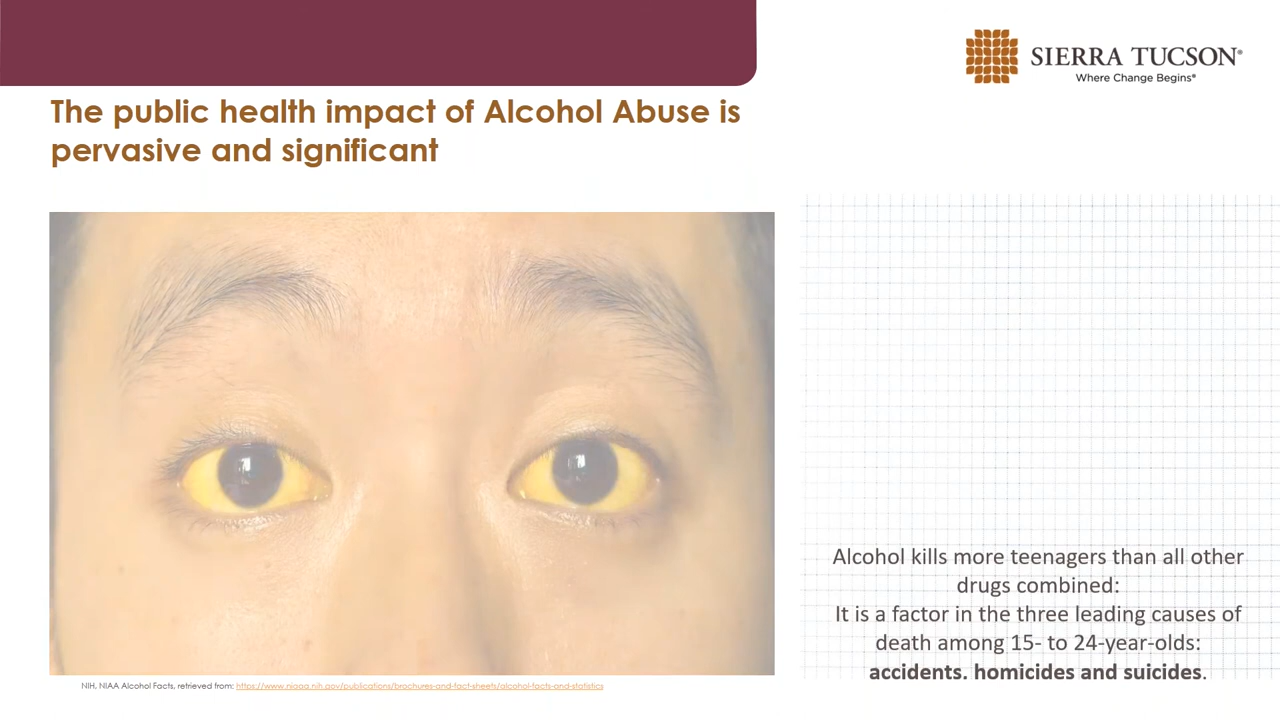 SIERRA TUCSON®
Where Change Begins®
The public health impact of Alcohol Abuse is
pervasive and significant
Alcohol kills more teenagers than all other
drugs combined:
It is a factor in the three leading causes of
death among 15- to 24-year-olds:
accidents, homicides and suicides.
NIH, NIAA Alcohol Facts, retrieved from: https://www.niaaa.nih.gov/publications/brochures-and-fact-sheets/alcohol-facts-and-statistics